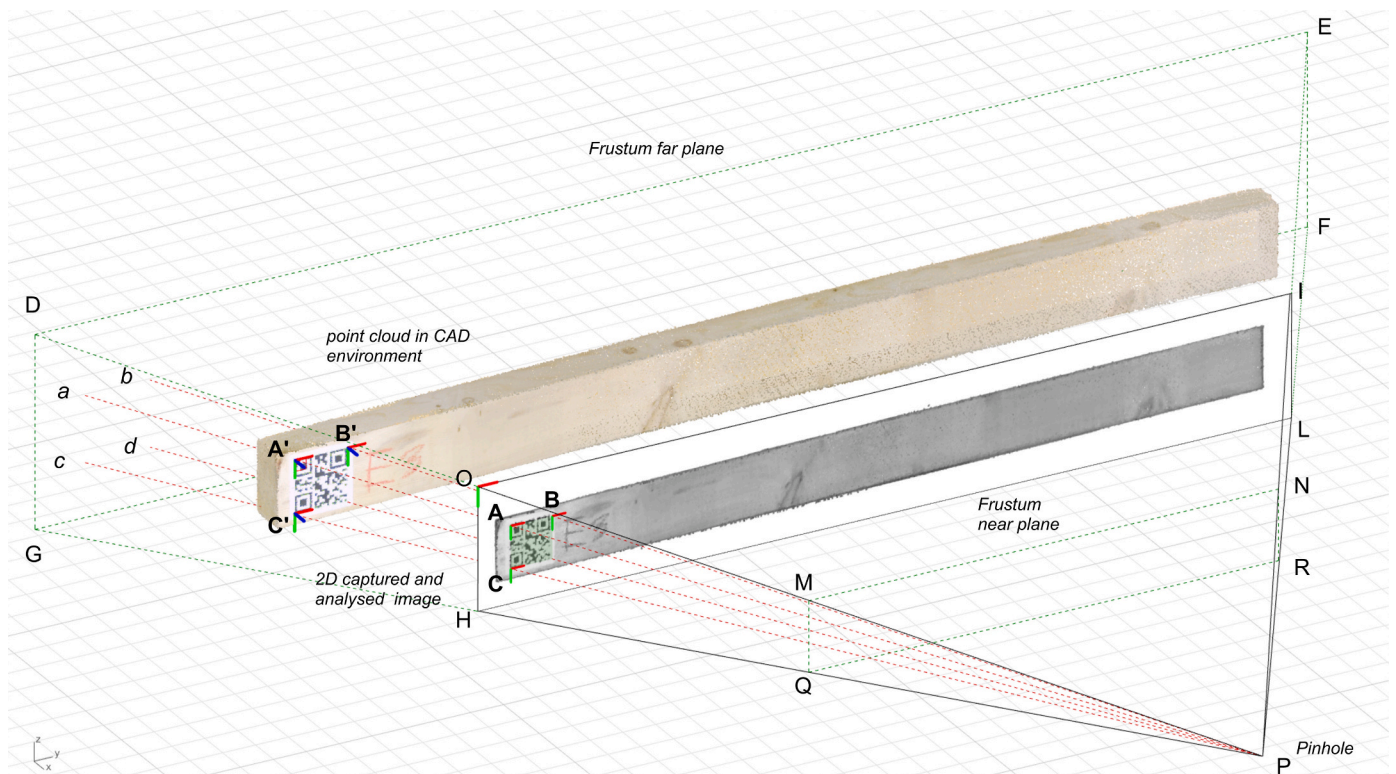 E
Frustum far plane
F
D
point cloud in CAD
environment
I
b
a
B'
A'
d
c
L
O
N
B
A
Frustum
near plane
C'
G
R
2D captured and
analysed image
C
M
H
Q
z
y
x
Pinhole
P